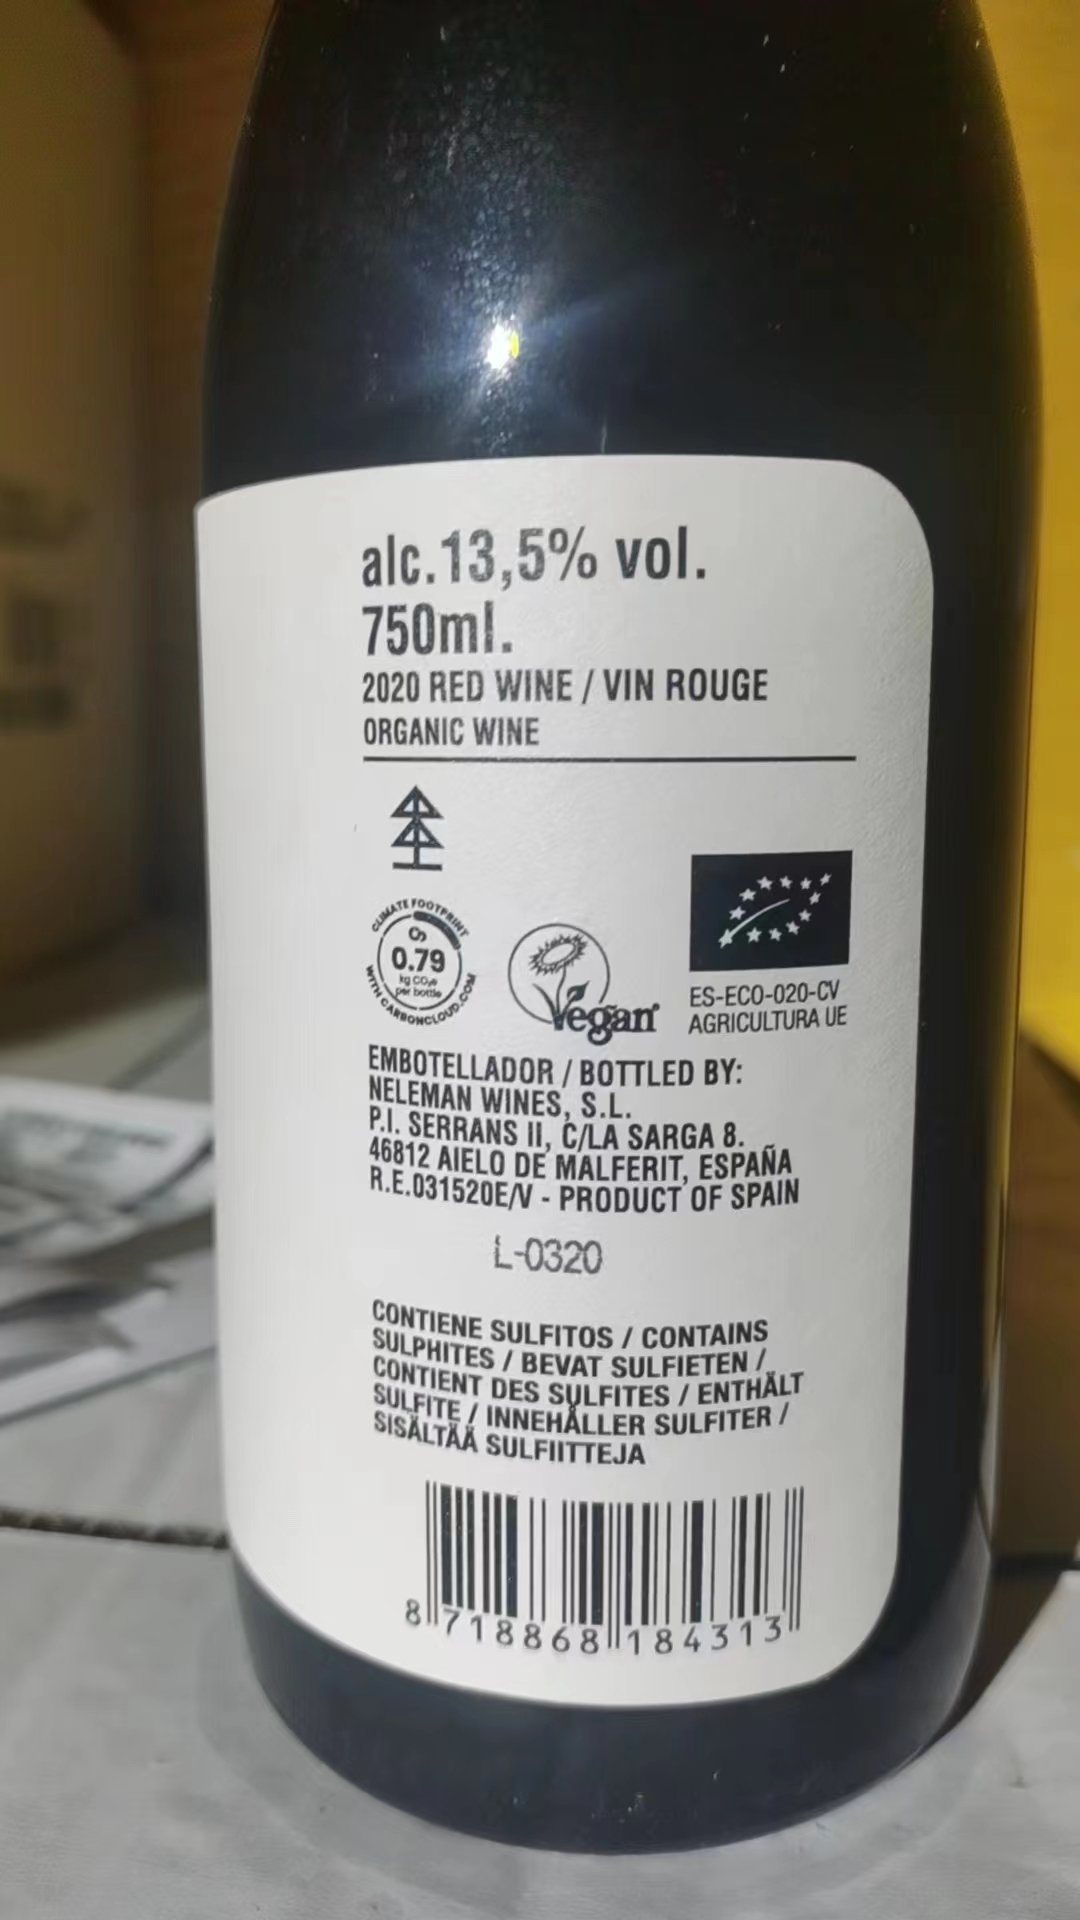 alc.13,5% vol.
750ml.
2020 RED WINE / VIN ROUGE
ORGANIC WINE
CLIMATE FOOTPRINT
0.79
kg CO₂e
per bottle
WITH CARBONCLOUD.COM
Vegan
ES-ECO-020-CV
AGRICULTURA UE
EMBOTELLADOR / BOTTLED BY:
NELEMAN WINES, S.L.
P.I. SERRANS II, C/LA SARGA 8.
46812 AIELO DE MALFERIT, ESPAÑA
R.E.031520E/V - PRODUCT OF SPAIN
L-0320
CONTIENE SULFITOS / CONTAINS
SULPHITES / BEVAT SULFIETEN /
CONTIENT DES SULFITES / ENTHÄLT
SULFITE / INNEHÅLLER SULFITER /
SISÄLTÄÄ SULFIITTEJA
8 718868 184313